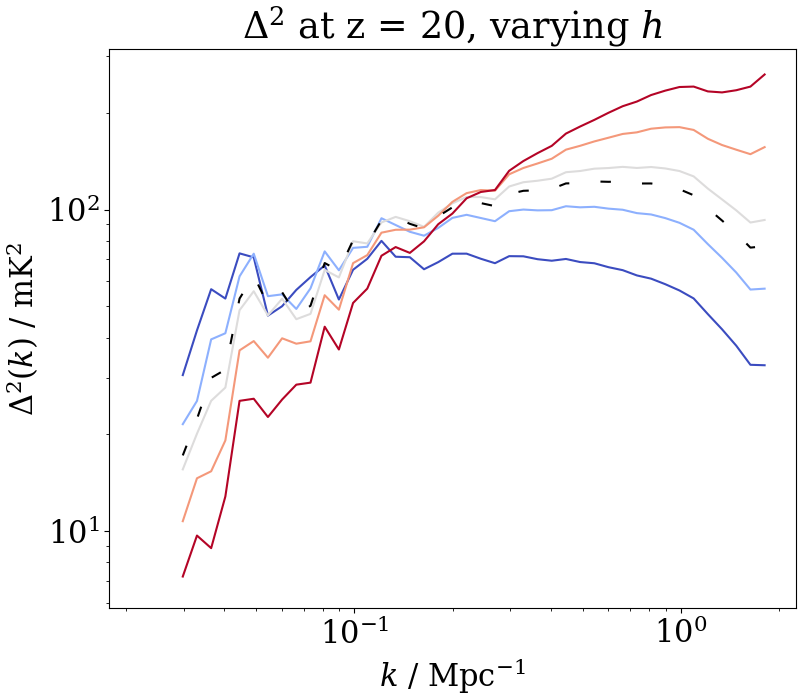 Δ² at z = 20, varying h
Δ²(k) / mK²
10²
10¹
10⁻¹
10⁰
k / Mpc⁻¹